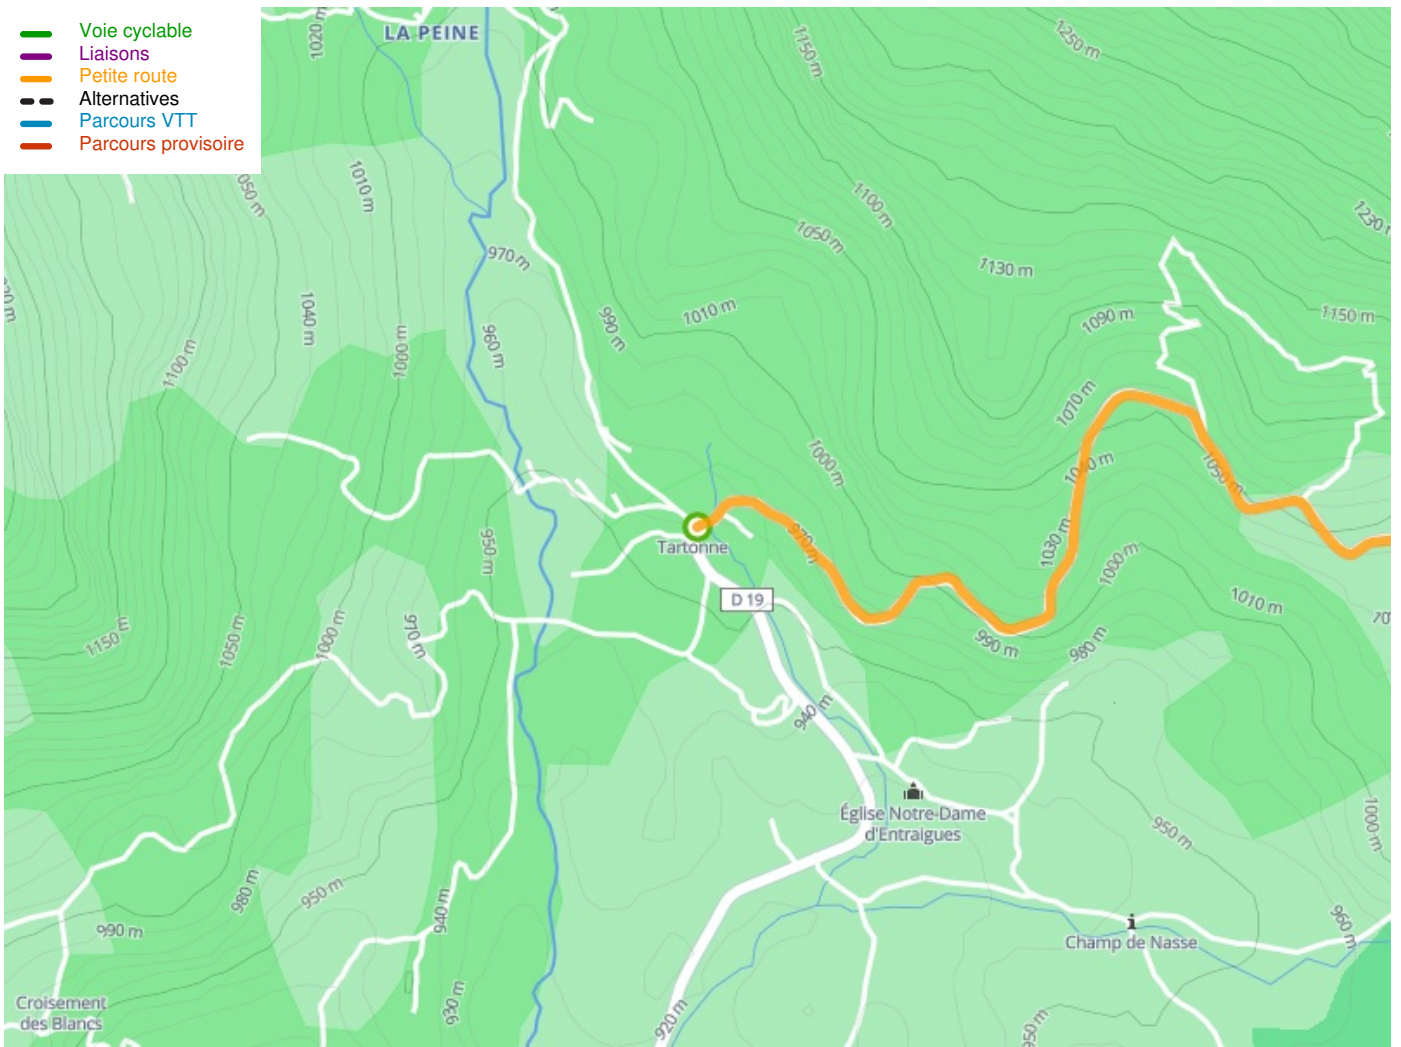 Voie cyclable
Liaisons
Petite route
Alternatives
Parcours VTT
Parcours provisoire
1020 m
LA PEINE
1150 m
1250 m
1010 m
050 m
1100 m
1230
1050 m
970 m
1130 m
1040 m
1000 m
960 m
990 m
1010 m
1090 m
1150 m
1100 m
1070 m
1000 m
1040 m
1050 m
950 m
970 m
1030 m
Tartonne
1000 m
D 19
1010 m
1150 m
1050 m
1000 m
970 m
990 m
980 m
940 m
Église Notre-Dame
d'Entraigues
950 m
1000 m
980 m
950 m
940 m
990 m
960 m
Champ de Nasse
Croisement
des Blancs
930 m
920 m
950 m